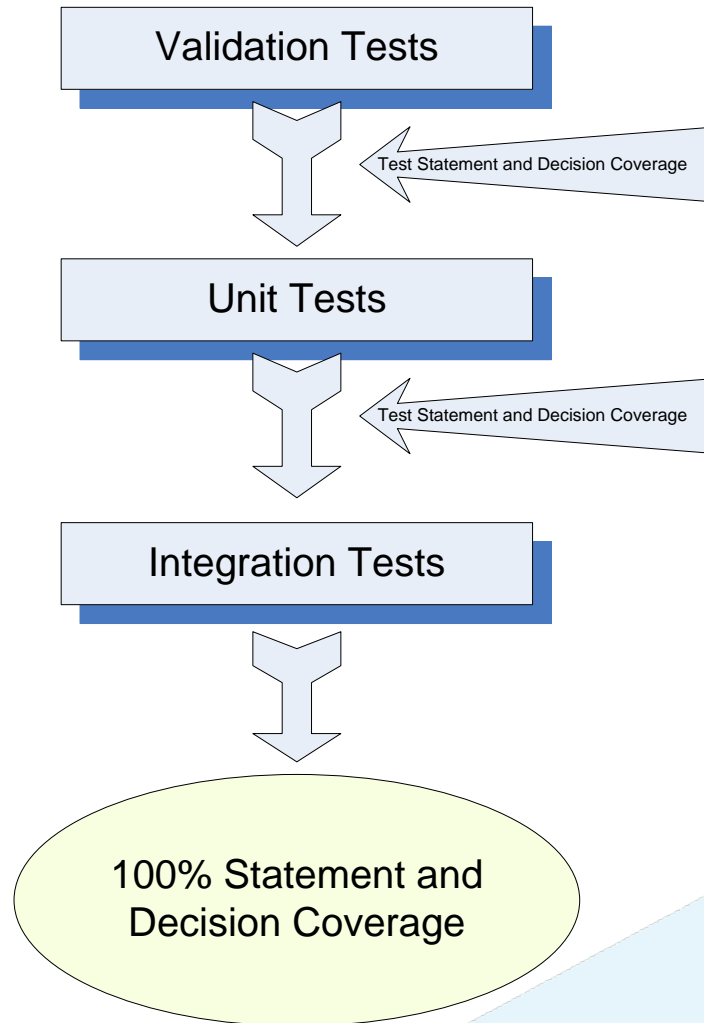 Validation Tests
Test Statement and Decision Coverage
Unit Tests
Test Statement and Decision Coverage
Integration Tests
100% Statement and
Decision Coverage